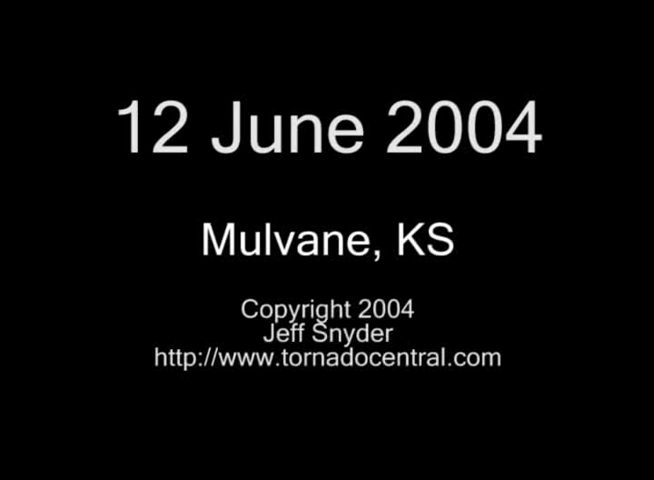 12 June 2004
Mulvane, KS
Copyright 2004
Jeff Snyder
http://www.tornadocentral.com